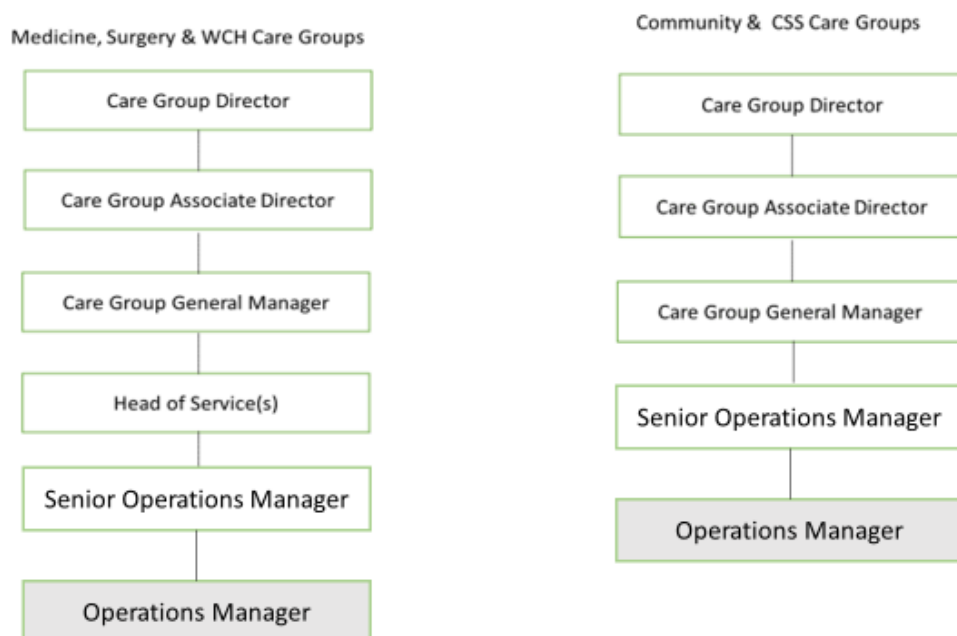 Medicine, Surgery & WCH Care Groups
Care Group Director
Care Group Associate Director
Care Group General Manager
Head of Service(s)
Senior Operations Manager
Operations Manager
Community & CSS Care Groups
Care Group Director
Care Group Associate Director
Care Group General Manager
Senior Operations Manager
Operations Manager